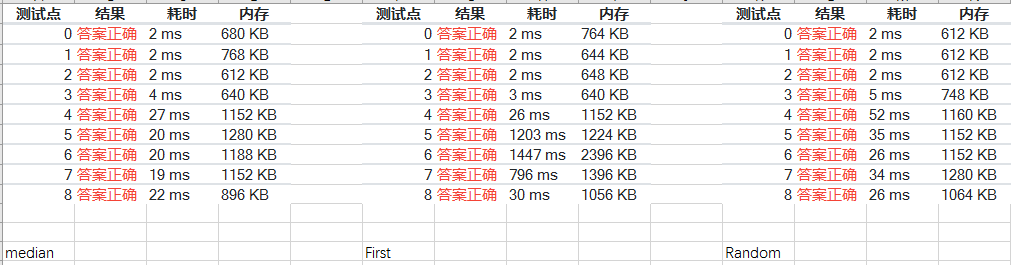 测试点 结果 耗时 内存 测试点 结果 耗时 内存 测试点 结果 耗时 内存
0 答案正确 2 ms 680 KB 0 答案正确 2 ms 764 KB 0 答案正确 2 ms 612 KB
1 答案正确 2 ms 768 KB 1 答案正确 2 ms 644 KB 1 答案正确 2 ms 612 KB
2 答案正确 2 ms 612 KB 2 答案正确 2 ms 648 KB 2 答案正确 2 ms 612 KB
3 答案正确 4 ms 640 KB 3 答案正确 3 ms 640 KB 3 答案正确 5 ms 748 KB
4 答案正确 27 ms 1152 KB 4 答案正确 26 ms 1152 KB 4 答案正确 52 ms 1160 KB
5 答案正确 20 ms 1280 KB 5 答案正确 1203 ms 1224 KB 5 答案正确 35 ms 1152 KB
6 答案正确 20 ms 1188 KB 6 答案正确 1447 ms 2396 KB 6 答案正确 26 ms 1152 KB
7 答案正确 19 ms 1152 KB 7 答案正确 796 ms 1396 KB 7 答案正确 34 ms 1280 KB
8 答案正确 22 ms 896 KB 8 答案正确 30 ms 1056 KB 8 答案正确 26 ms 1064 KB
median First Random